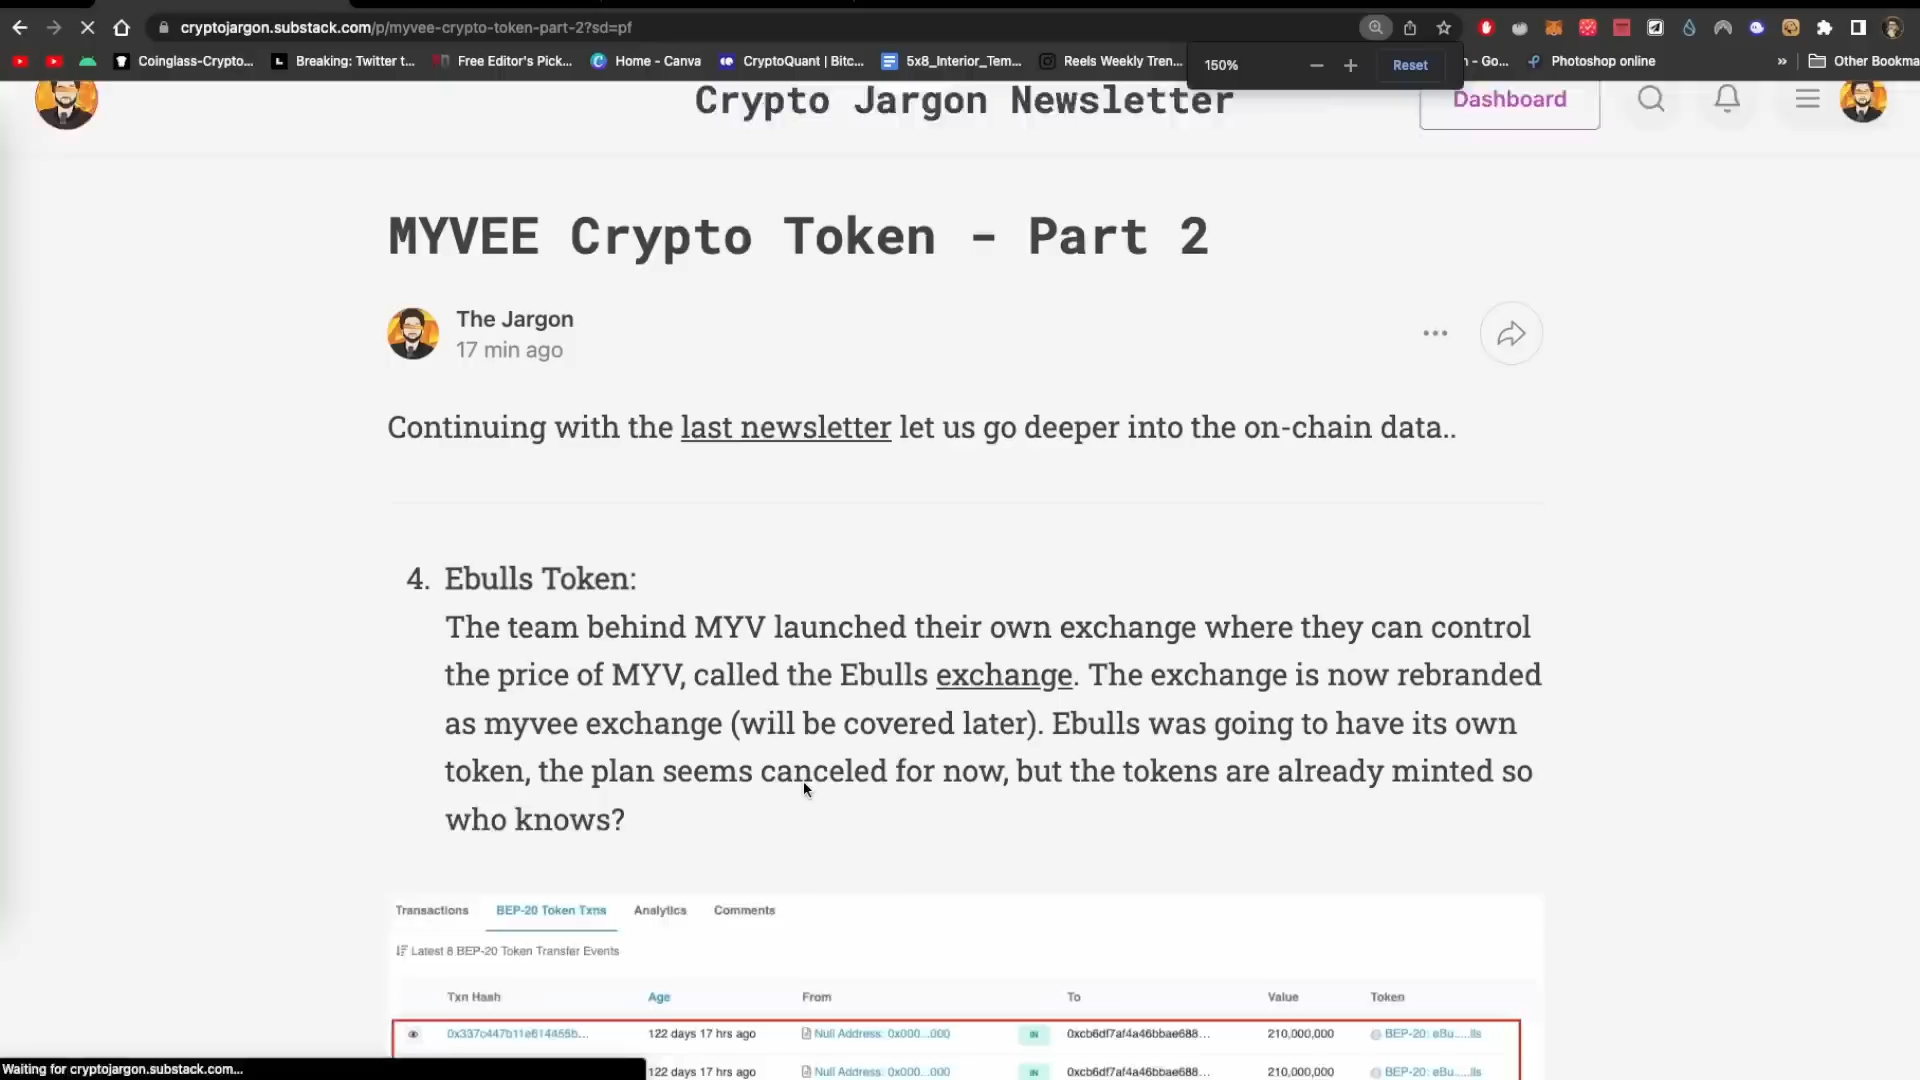 cryptojargon.substack.com/p/myvee-crypto-token-part-2?sd=pf
Coinglass-Crypto...
Breaking: Twitter t...
Free Editor's Pick...
Home - Canva
CryptoQuant | Bitc...
5x8_Interior_Tem...
Reels Weekly Tren...
n - Go...
Photoshop online
»
Other Bookma
150%
Reset
Crypto Jargon Newsletter
Dashboard
MYVEE Crypto Token - Part 2
The Jargon
17 min ago
Continuing with the last newsletter let us go deeper into the on-chain data..
4. Ebulls Token:
The team behind MYV launched their own exchange where they can control
the price of MYV, called the Ebulls exchange. The exchange is now rebranded
as myvee exchange (will be covered later). Ebulls was going to have its own
token, the plan seems canceled for now, but the tokens are already minted so
who knows?
Transactions BEP-20 Token Txns Analytics Comments
Latest 8 BEP-20 Token Transfer Events
Txn Hash Age From To Value Token
122 days 17 hrs ago Null Address: 0x000...000 IN 0xcb6df7af4a46bbae688... 210,000,000 BEP-20: eBu.....lls
122 days 17 hrs ago Null Address: 0x000...000 0xcb6df7af4a46bbae688... 210,000,000 BEP-20: eBu.....lls
Waiting for cryptojargon.substack.com...